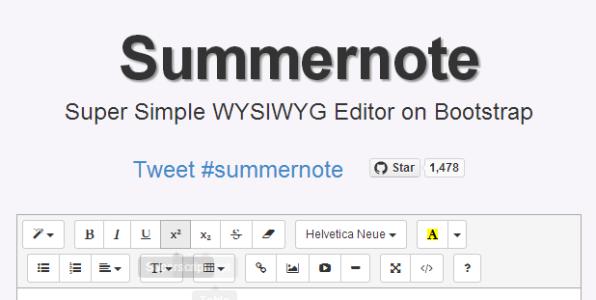 Summernote
Super Simple WYSIWYG Editor on Bootstrap
Tweet #summernote
Star 1,478
B I U x² x₂ S Helvetica Neue A
T </> ?